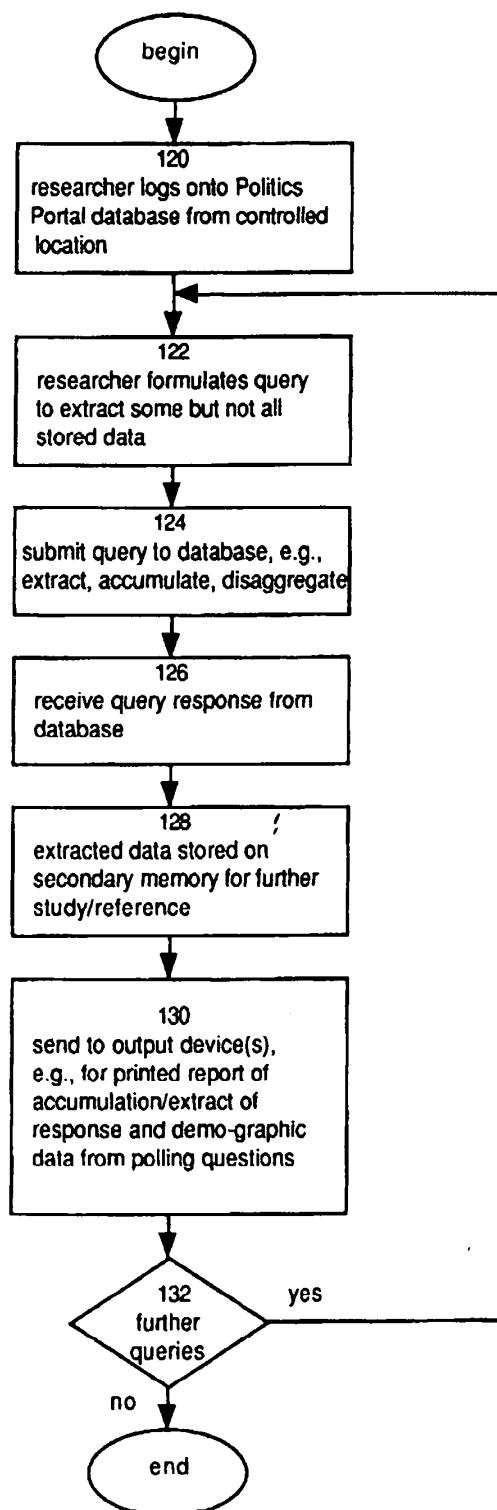 begin
120
researcher logs onto Politics
Portal database from controlled
location
122
researcher formulates query
to extract some but not all
stored data
124
submit query to database, e.g.,
extract, accumulate, disaggregate
126
receive query response from
database
128
extracted data stored on
secondary memory for further
study/reference
130
send to output device(s),
e.g., for printed report of
accumulation/extract of
response and demo-graphic
data from polling questions
132
further
queries
yes
no
end